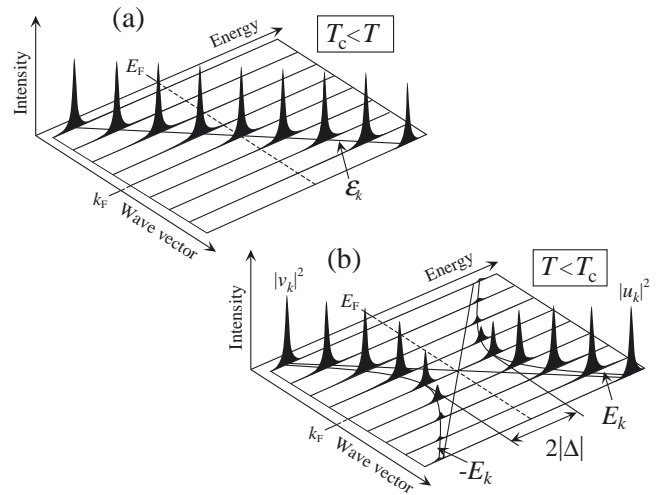 (a)
T_c<T
Energy
Intensity
E_F
k_F
Wave vector
ε_k
(b)
T<T_c
Energy
|v_k|²
|u_k|²
Intensity
E_F
k_F
Wave vector
E_k
2|Δ|
-E_k